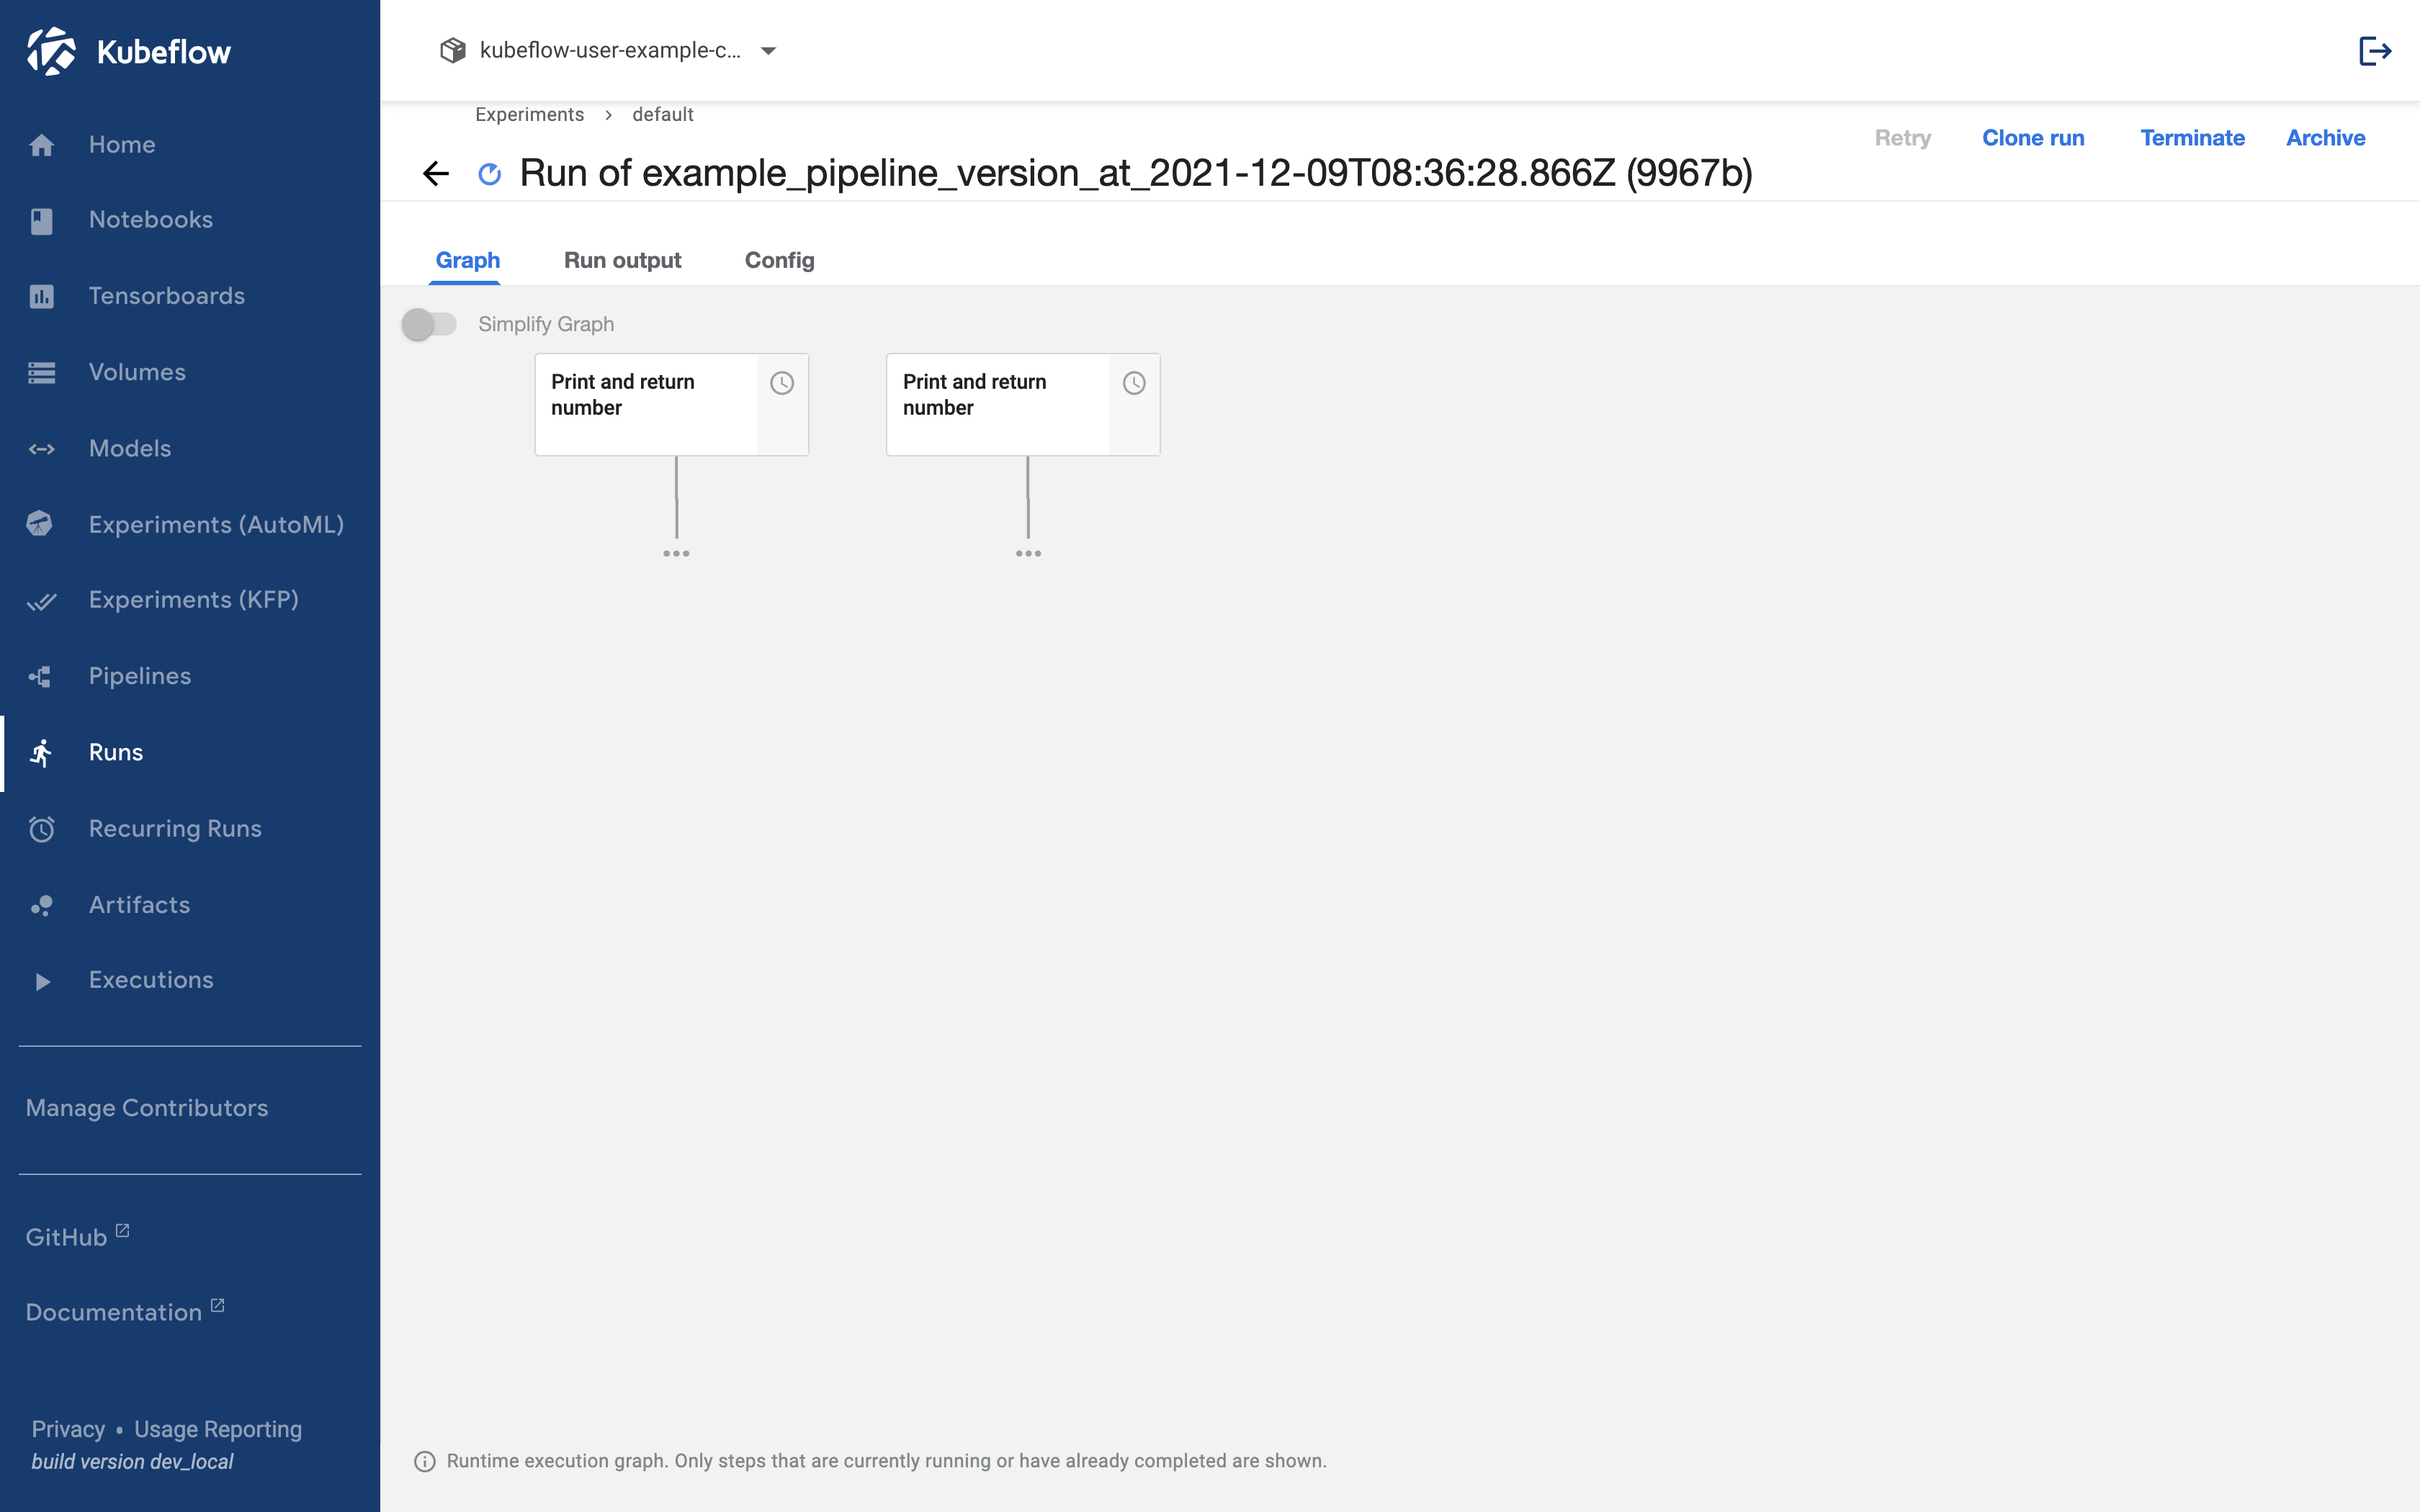 Kubeflow
Home
Notebooks
Tensorboards
Volumes
Models
Experiments (AutoML)
Experiments (KFP)
Pipelines
Runs
Recurring Runs
Artifacts
Executions
Manage Contributors
GitHub
Documentation
Privacy • Usage Reporting
build version dev_local
kubeflow-user-example-c...
Experiments > default
Run of example_pipeline_version_at_2021-12-09T08:36:28.866Z (9967b)
Retry Clone run Terminate Archive
Graph Run output Config
Simplify Graph
Print and return
number
Print and return
number
Runtime execution graph. Only steps that are currently running or have already completed are shown.